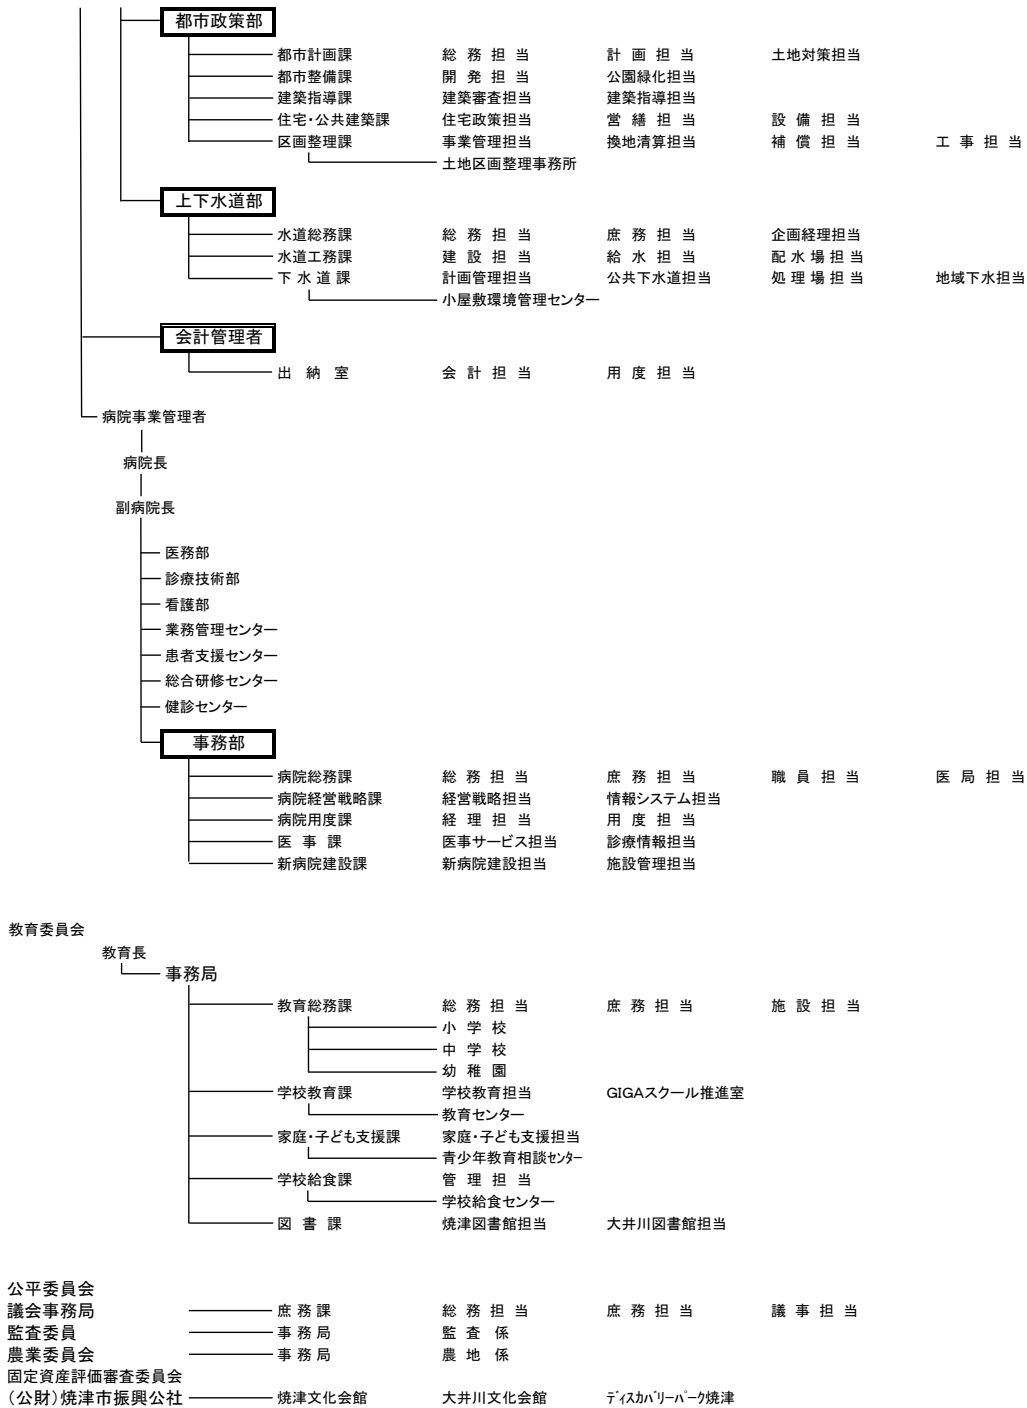 都市政策部
都市計画課 総務担当 計画担当 土地対策担当
都市整備課 開発担当 公園緑化担当
建築指導課 建築審査担当 建築指導担当
住宅・公共建築課 住宅政策担当 営繕担当 設備担当
区画整理課 事業管理担当 換地清算担当 補償担当 工事担当
土地区画整理事務所
上下水道部
水道総務課 総務担当 庶務担当 企画経理担当
水道工務課 建設担当 給水担当 配水場担当
下水道課 計画管理担当 公共下水道担当 処理場担当 地域下水担当
小屋敷環境管理センター
会計管理者
出納室 会計担当 用度担当
病院事業管理者
病院長
副病院長
医務部
診療技術部
看護部
業務管理センター
患者支援センター
総合研修センター
健診センター
事務部
病院総務課 総務担当 庶務担当 職員担当 医局担当
病院経営戦略課 経営戦略担当 情報システム担当
病院用度課 経理担当 用度担当
医事課 医事サービス担当 診療情報担当
新病院建設課 新病院建設担当 施設管理担当
教育委員会
教育長
事務局
教育総務課 総務担当 庶務担当 施設担当
小学校
中学校
幼稚園
学校教育課 学校教育担当 GIGAスクール推進室
教育センター
家庭・子ども支援課 家庭・子ども支援担当
青少年教育相談ｾﾝﾀｰ
学校給食課 管理担当
学校給食センター
図書課 焼津図書館担当 大井川図書館担当
公平委員会
議会事務局 庶務課 総務担当 庶務担当 議事担当
監査委員 事務局 監査係
農業委員会 事務局 農地係
固定資産評価審査委員会
（公財）焼津市振興公社 焼津文化会館 大井川文化会館 ﾃﾞｨｽｶﾊﾞﾘｰﾊﾟｰｸ焼津